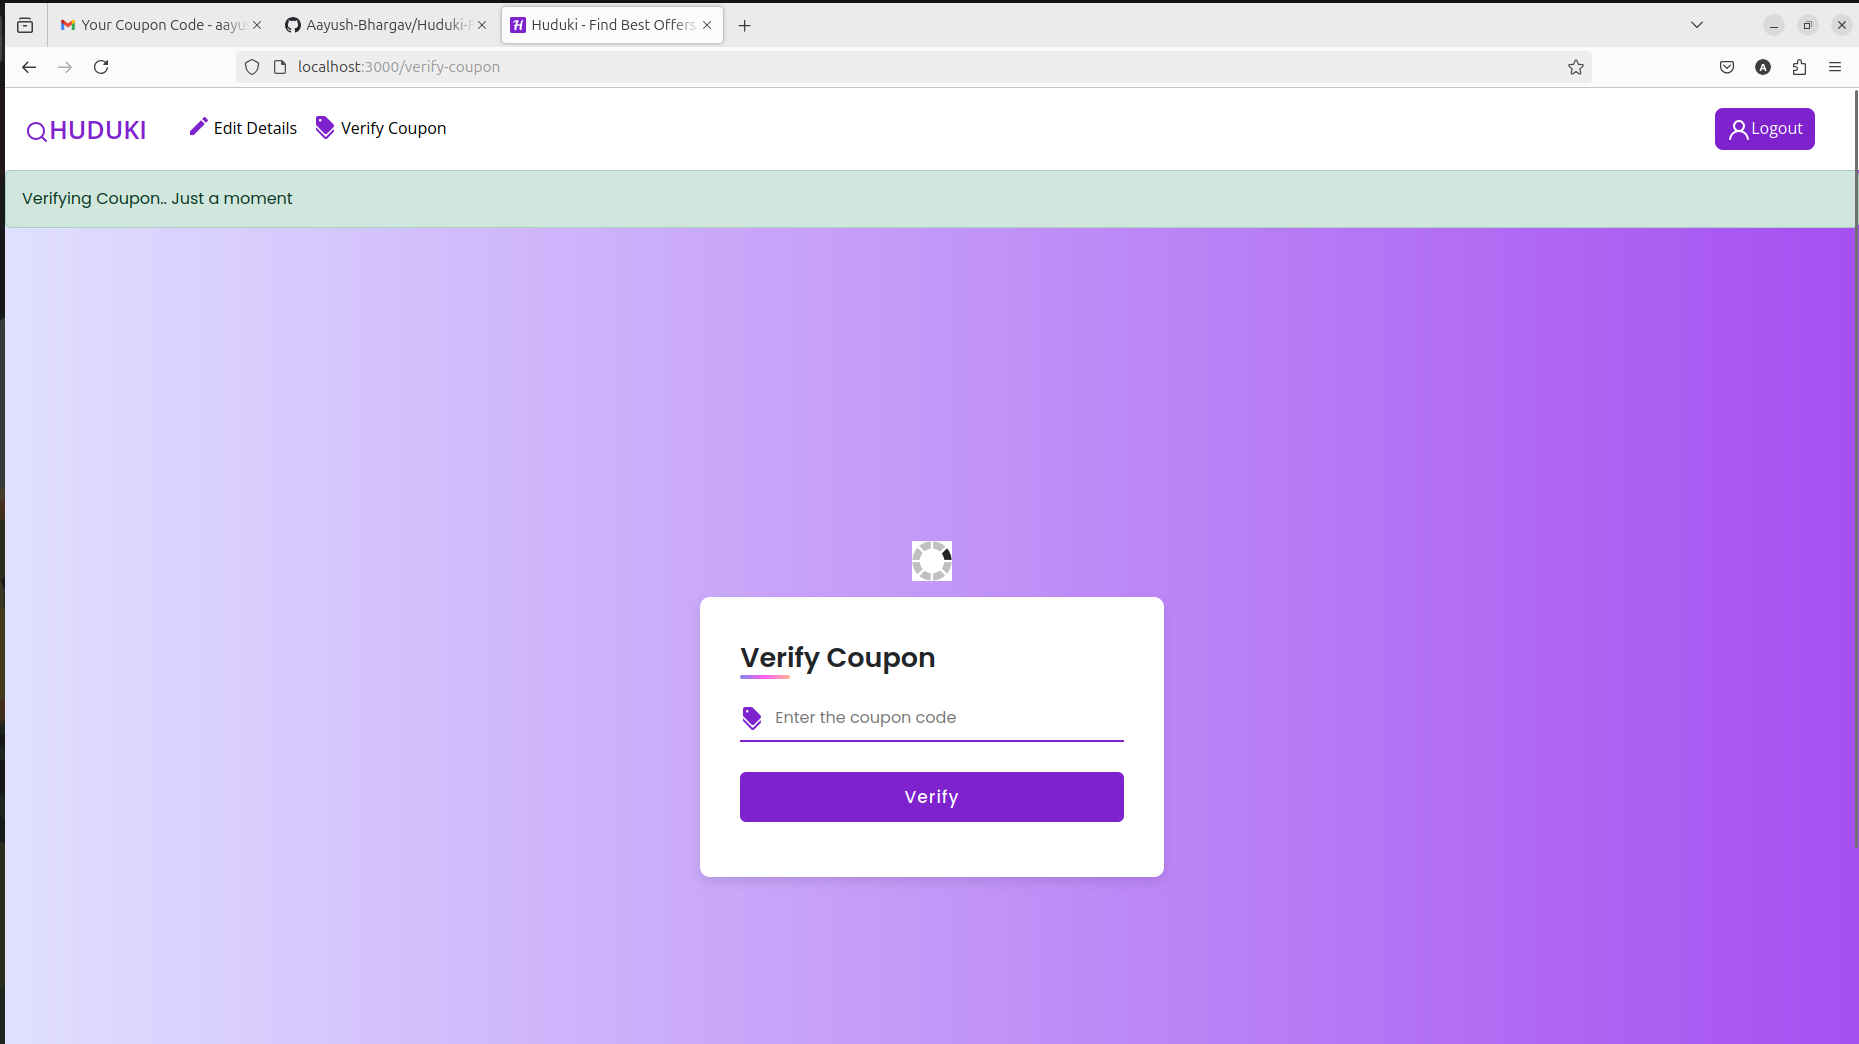 Your Coupon Code - aayu
Aayush-Bhargav/Huduki-F
Huduki - Find Best Offers
localhost:3000/verify-coupon
A
HUDUKI
Edit Details
Verify Coupon
Logout
Verifying Coupon.. Just a moment
Verify Coupon
Enter the coupon code
Verify